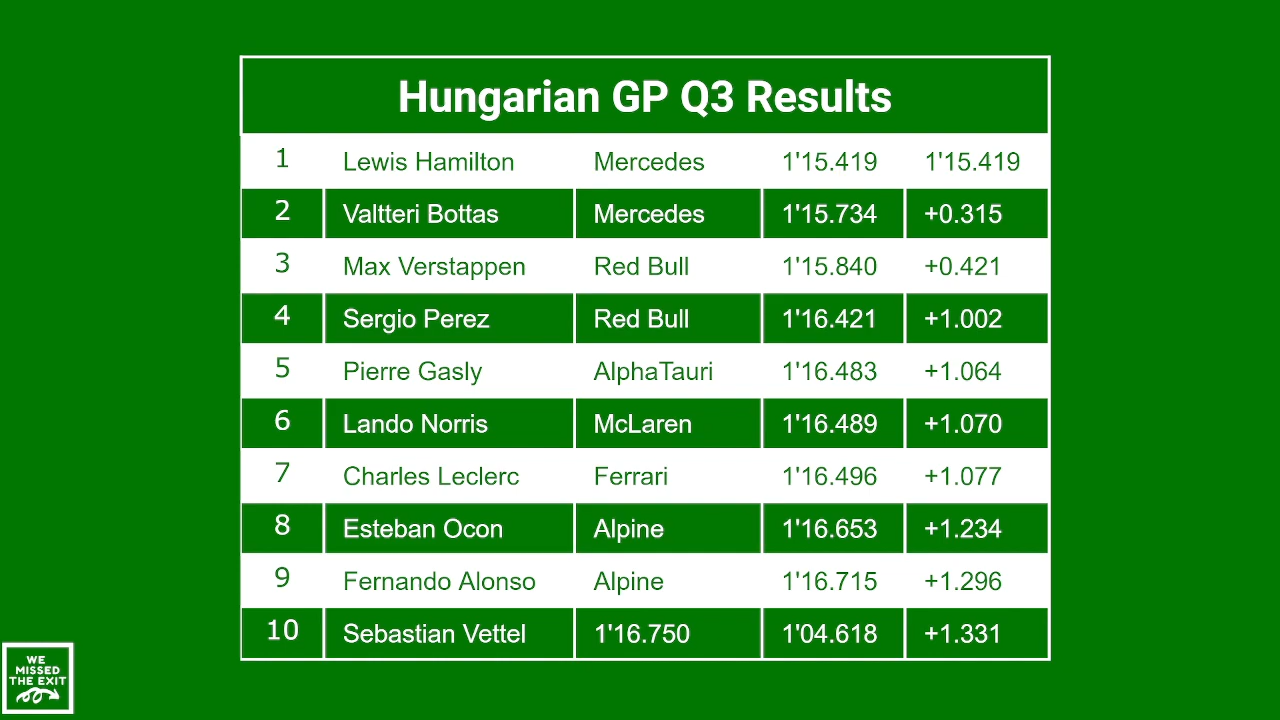 Hungarian GP Q3 Results
1 Lewis Hamilton Mercedes 1'15.419 1'15.419
2 Valtteri Bottas Mercedes 1'15.734 +0.315
3 Max Verstappen Red Bull 1'15.840 +0.421
4 Sergio Perez Red Bull 1'16.421 +1.002
5 Pierre Gasly AlphaTauri 1'16.483 +1.064
6 Lando Norris McLaren 1'16.489 +1.070
7 Charles Leclerc Ferrari 1'16.496 +1.077
8 Esteban Ocon Alpine 1'16.653 +1.234
9 Fernando Alonso Alpine 1'16.715 +1.296
10 Sebastian Vettel 1'16.750 1'04.618 +1.331
WE
MISSED
THE EXIT